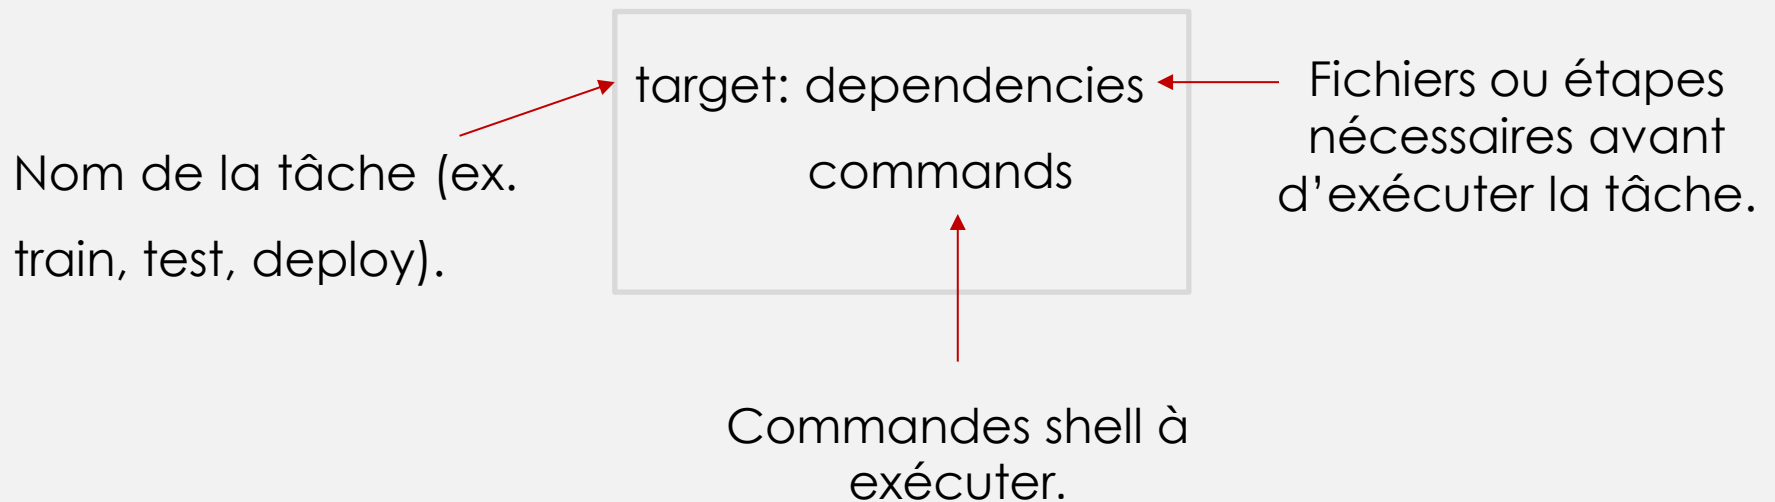 target: dependencies
commands
Nom de la tâche (ex.
train, test, deploy).
Fichiers ou étapes
nécessaires avant
d’exécuter la tâche.
Commandes shell à
exécuter.